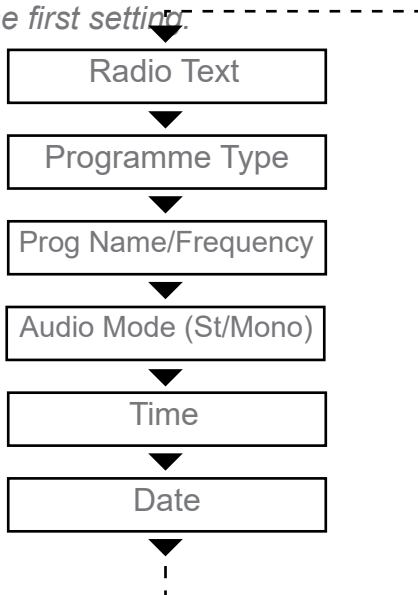 e first setting.
Radio Text
Programme Type
Prog Name/Frequency
Audio Mode (St/Mono)
Time
Date